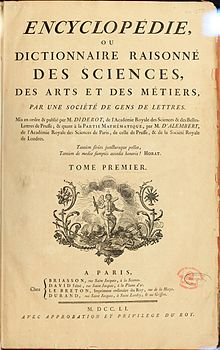 ENCYCLOPÉDIE,
OU
DICTIONNAIRE RAISONNÉ
DES SCIENCES,
DES ARTS ET DES MÉTIERS,
PAR UNE SOCIÉTÉ DE GENS DE LETTRES.
Mis en ordre & publié par M. DIDEROT, de l'Académie Royale des Sciences & des Belles-
Lettres de Prusse; & quant à la PARTIE MATHÉMATIQUE, par M. D'ALEMBERT,
de l'Académie Royale des Sciences de Paris, de celle de Prusse, & de la Société Royale
de Londres.
Tantùm series juncturaque pollet,
Tantùm de medio sumptis accedit honoris! HORAT.
TOME PREMIER.
A PARIS,
Chez
BRIASSON, rue Saint Jacques, à la Science.
DAVID l'aîné, rue Saint Jacques, à la Plume d'or.
LE BRETON, Imprimeur ordinaire du Roy, rue de la Harpe.
DURAND, rue Saint Jacques, à Saint Landry, & au Griffon.
M. DCC. LI.
AVEC APPROBATION ET PRIVILEGE DU ROY.